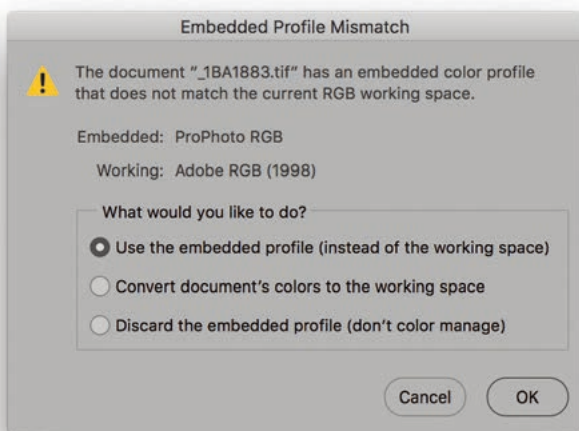 Embedded Profile Mismatch
The document “_1BA1883.tif” has an embedded color profile
that does not match the current RGB working space.
Embedded: ProPhoto RGB
Working: Adobe RGB (1998)
What would you like to do?
Use the embedded profile (instead of the working space)
Convert document’s colors to the working space
Discard the embedded profile (don’t color manage)
Cancel OK